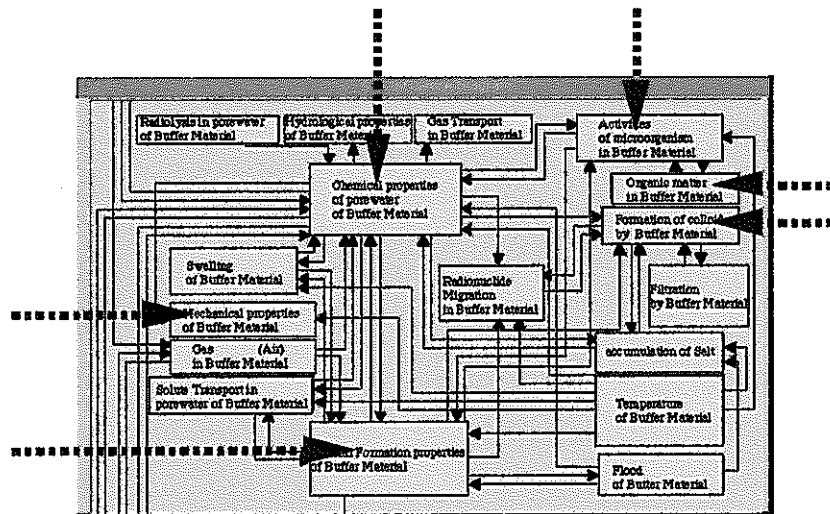 Radiolysis in porewater
of Buffer Material
Hydrological properties
of Buffer Material
Gas Transport
in Buffer Material
Activities
of microorganism
in Buffer Material
Chemical properties
of porewater
of Buffer Material
Organic matter
in Buffer Material
Formation of colloid
by Buffer Material
Swelling
of Buffer Material
Radionuclide
Migration
in Buffer Material
Filtration
by Buffer Material
Mechanical properties
of Buffer Material
Gas (Air)
in Buffer Material
accumulation of Salt
Solute Transport in
porewater of Buffer Material
Temperature
of Buffer Material
Formation properties
of Buffer Material
Flood
of Buffer Material